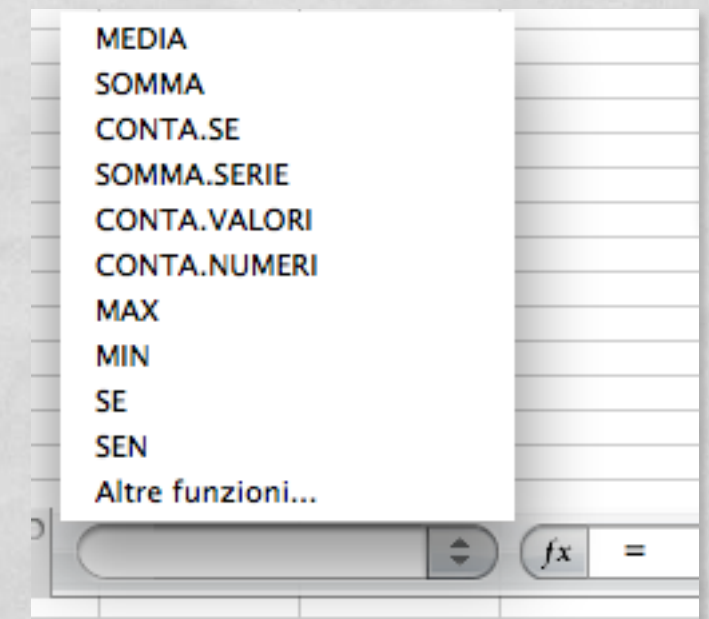 MEDIA
SOMMA
CONTA.SE
SOMMA.SERIE
CONTA.VALORI
CONTA.NUMERI
MAX
MIN
SE
SEN
Altre funzioni...
fx =